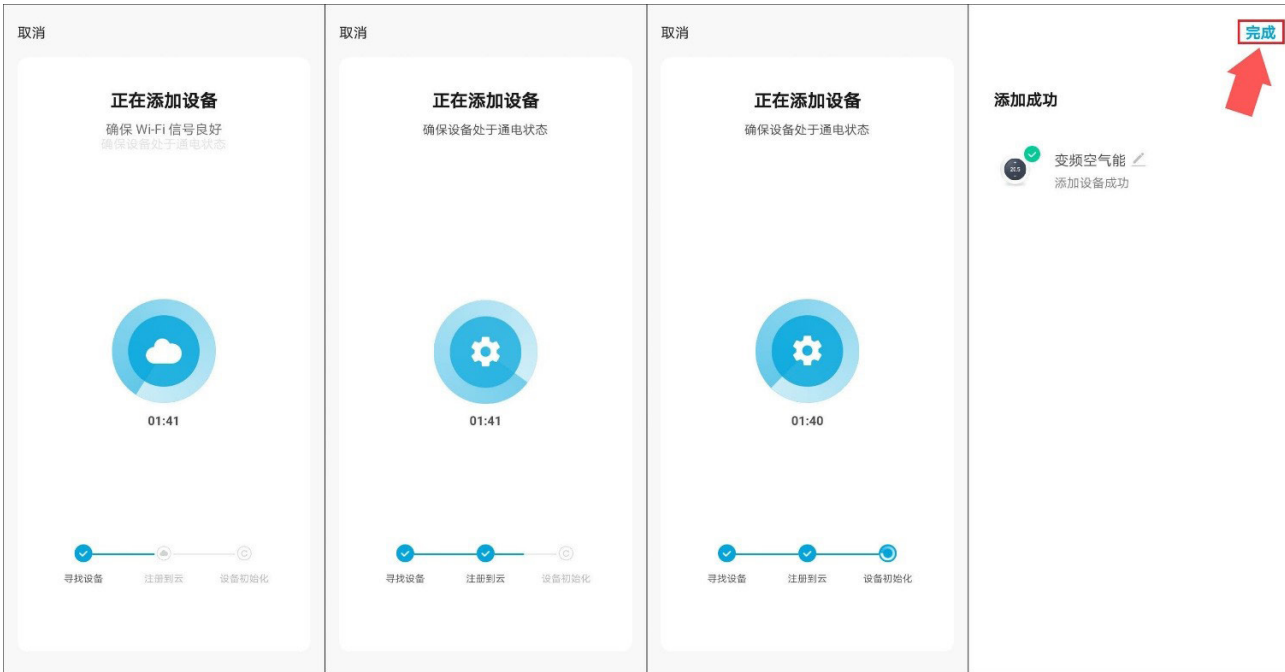 取消
正在添加设备
确保 Wi-Fi 信号良好
确保设备处于通电状态
01:41
寻找设备
注册到云
设备初始化
取消
正在添加设备
确保设备处于通电状态
01:41
寻找设备
注册到云
设备初始化
取消
正在添加设备
确保设备处于通电状态
01:40
寻找设备
注册到云
设备初始化
完成
添加成功
20.5
变频空气能
添加设备成功